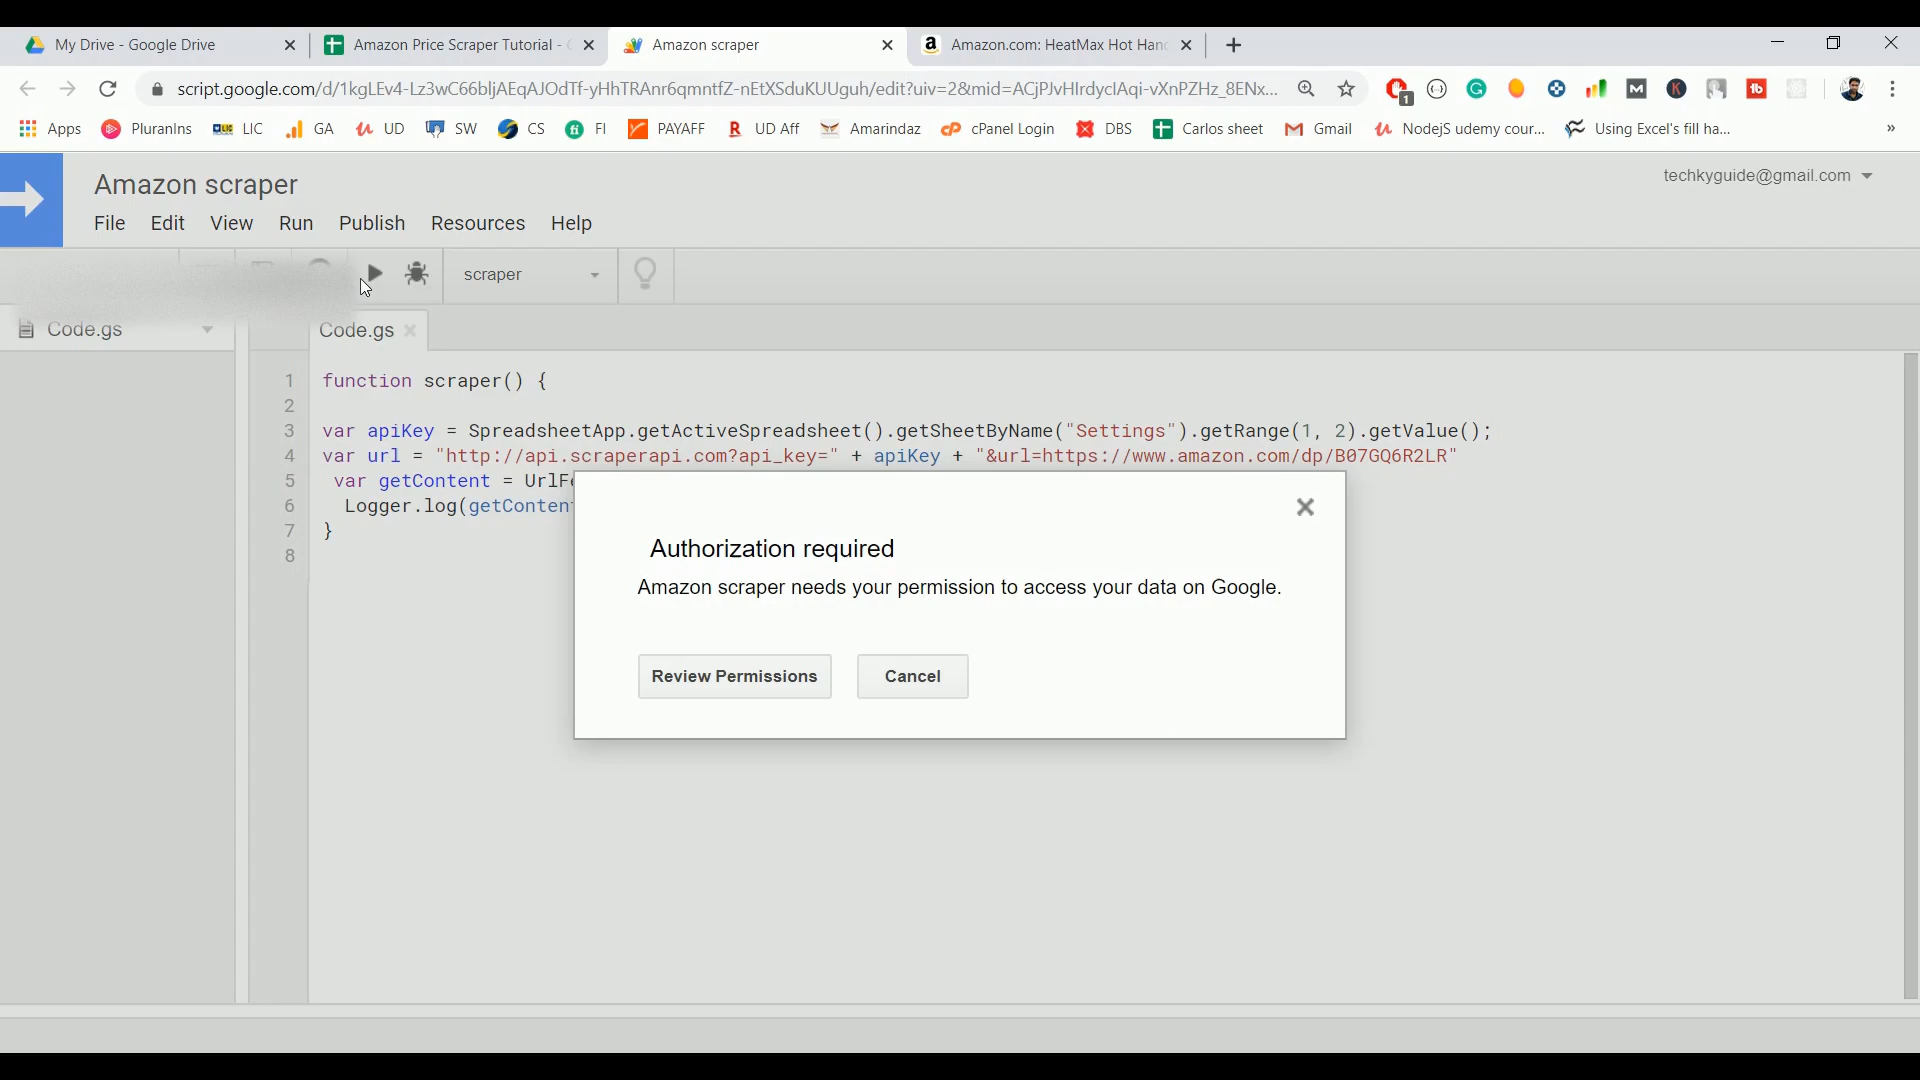 My Drive - Google Drive
Amazon Price Scraper Tutorial -
Amazon scraper
Amazon.com: HeatMax Hot Hand
script.google.com/d/1kgLEv4-Lz3wC66bljAEqAJOdTf-yHhTRAnr6qmntfZ-nEtXSduKUUguh/edit?uiv=2&mid=ACjPJvHIrdyclAqi-vXnPZHz_8ENx...
1
Apps
PluranIns
LIC
GA
UD
SW
CS
FI
PAYAFF
UD Aff
Amarindaz
cPanel Login
DBS
Carlos sheet
Gmail
NodejS udemy cour...
Using Excel's fill ha...
»
Amazon scraper
techkyguide@gmail.com
File Edit View Run Publish Resources Help
scraper
Code.gs
Code.gs
1 function scraper() {
2
3 var apiKey = SpreadsheetApp.getActiveSpreadsheet().getSheetByName("Settings").getRange(1, 2).getValue();
4 var url = "http://api.scraperapi.com?api_key=" + apiKey + "&url=https://www.amazon.com/dp/B07GQ6R2LR"
5 var getContent = UrlFe
6 Logger.log(getConten
7 }
8
Authorization required
Amazon scraper needs your permission to access your data on Google.
Review Permissions
Cancel